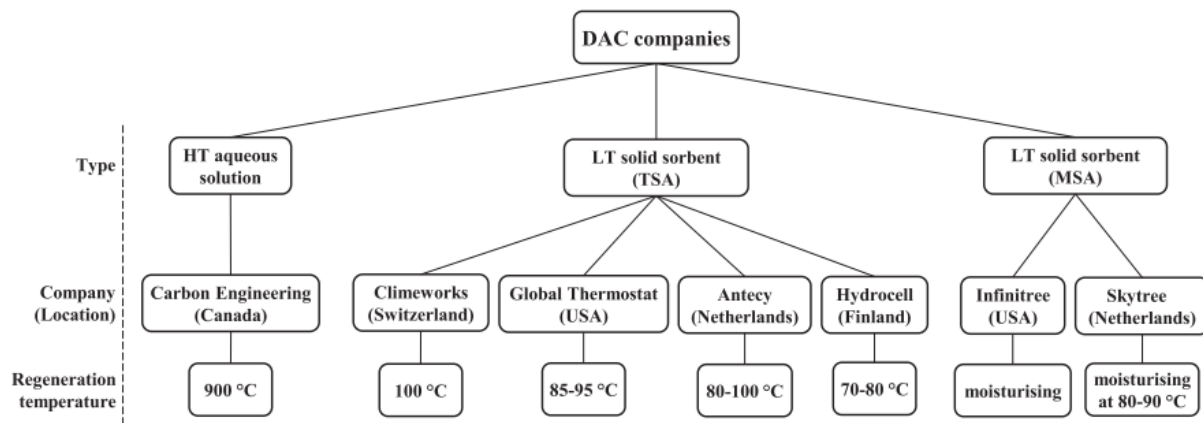 DAC companies
Type
HT aqueous
solution
LT solid sorbent
(TSA)
LT solid sorbent
(MSA)
Company
(Location)
Carbon Engineering
(Canada)
Climeworks
(Switzerland)
Global Thermostat
(USA)
Antecy
(Netherlands)
Hydrocell
(Finland)
Infinitree
(USA)
Skytree
(Netherlands)
Regeneration
temperature
900 °C
100 °C
85-95 °C
80-100 °C
70-80 °C
moisturising
moisturising
at 80-90 °C